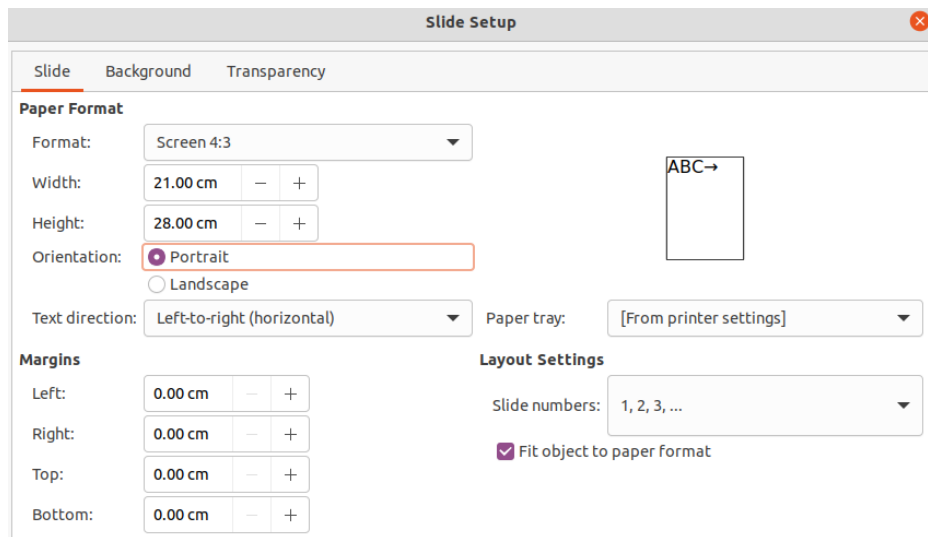 Slide Setup
Slide Background Transparency
Paper Format
Format: Screen 4:3
ABC→
Width: 21.00 cm − +
Height: 28.00 cm − +
Orientation: Portrait
Landscape
Text direction: Left-to-right (horizontal) Paper tray: [From printer settings]
Margins Layout Settings
Left: 0.00 cm − +
Slide numbers: 1, 2, 3, ...
Right: 0.00 cm − +
Fit object to paper format
Top: 0.00 cm − +
Bottom: 0.00 cm − +